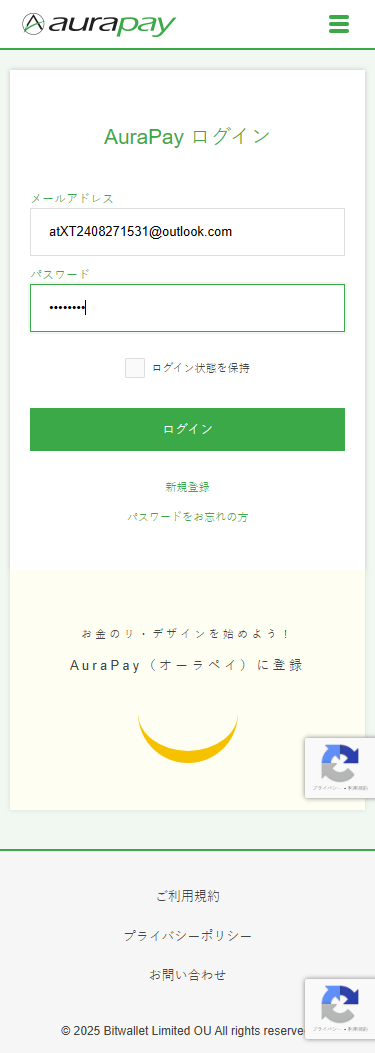 aurapay
AuraPay ログイン
メールアドレス
atXT2408271531@outlook.com
パスワード
••••••••
ログイン状態を保持
ログイン
新規登録
パスワードをお忘れの方
お金のリ・デザインを始めよう！
AuraPay（オーラペイ）に登録
プライバシー - 利用規約
ご利用規約
プライバシーポリシー
お問い合わせ
© 2025 Bitwallet Limited OU All rights reserve
プライバシー - 利用規約